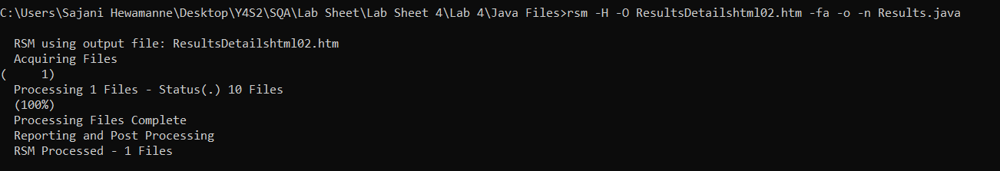 C:\Users\Sajani Hewamanne\Desktop\Y4S2\SQA\Lab Sheet\Lab Sheet 4\Lab 4\Java Files>rsm -H -O ResultsDetailshtml02.htm -fa -o -n Results.java
RSM using output file: ResultsDetailshtml02.htm
Acquiring Files
(     1)
Processing 1 Files - Status(.) 10 Files
(100%)
Processing Files Complete
Reporting and Post Processing
RSM Processed - 1 Files